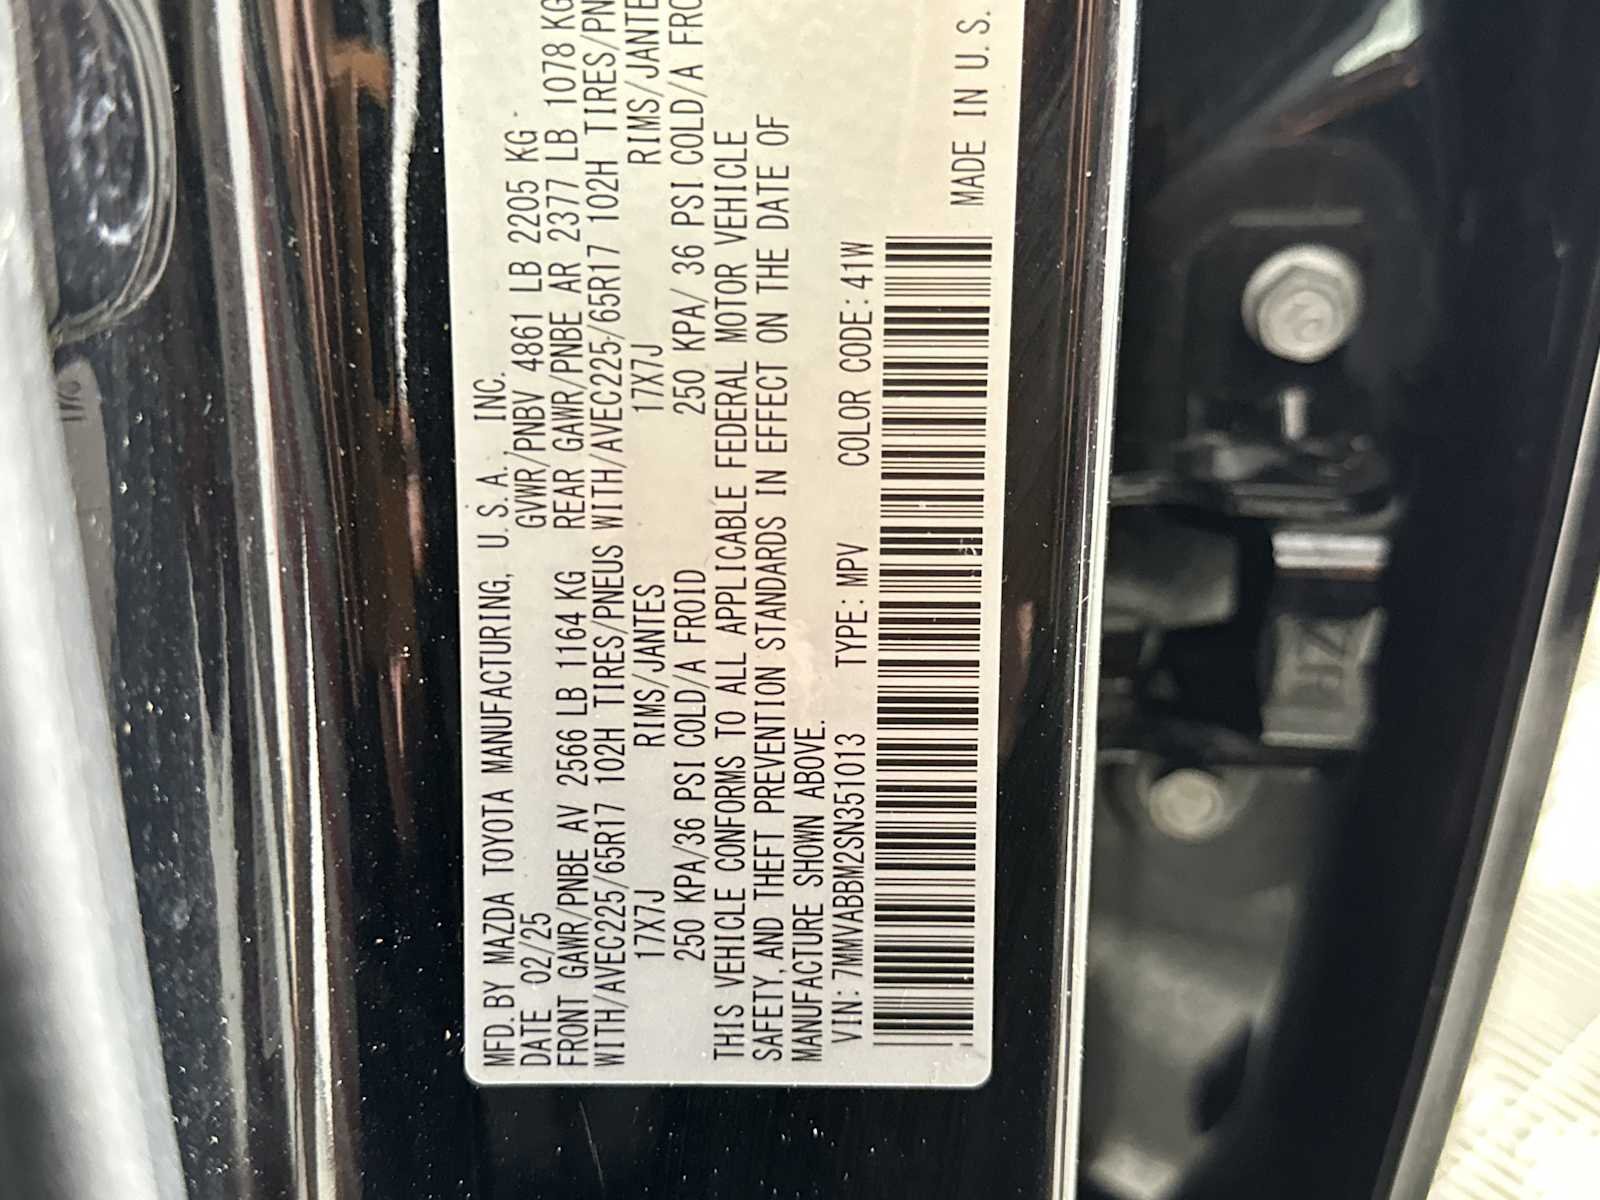 MFD. BY MAZDA TOYOTA MANUFACTURING, U.S.A., INC.
DATE 02/25 GVWR/PNBV 4861 LB 2205 KG
FRONT GAWR/PNBE AV 2566 LB 1164 KG REAR GAWR/PNBE AR 2377 LB 1078 KG
WITH/AVEC225/65R17 102H TIRES/PNEUS WITH/AVEC225/65R17 102H TIRES/PN
17X7J RIMS/JANTES 17X7J RIMS/JANTE
250 KPA/36 PSI COLD/A FROID 250 KPA/ 36 PSI COLD/A FRO
THIS VEHICLE CONFORMS TO ALL APPLICABLE FEDERAL MOTOR VEHICLE
SAFETY, AND THEFT PREVENTION STANDARDS IN EFFECT ON THE DATE OF
MANUFACTURE SHOWN ABOVE.
VIN: 7MMVABBM2SN351013 TYPE: MPV COLOR CODE: 41W
MADE IN U.S.